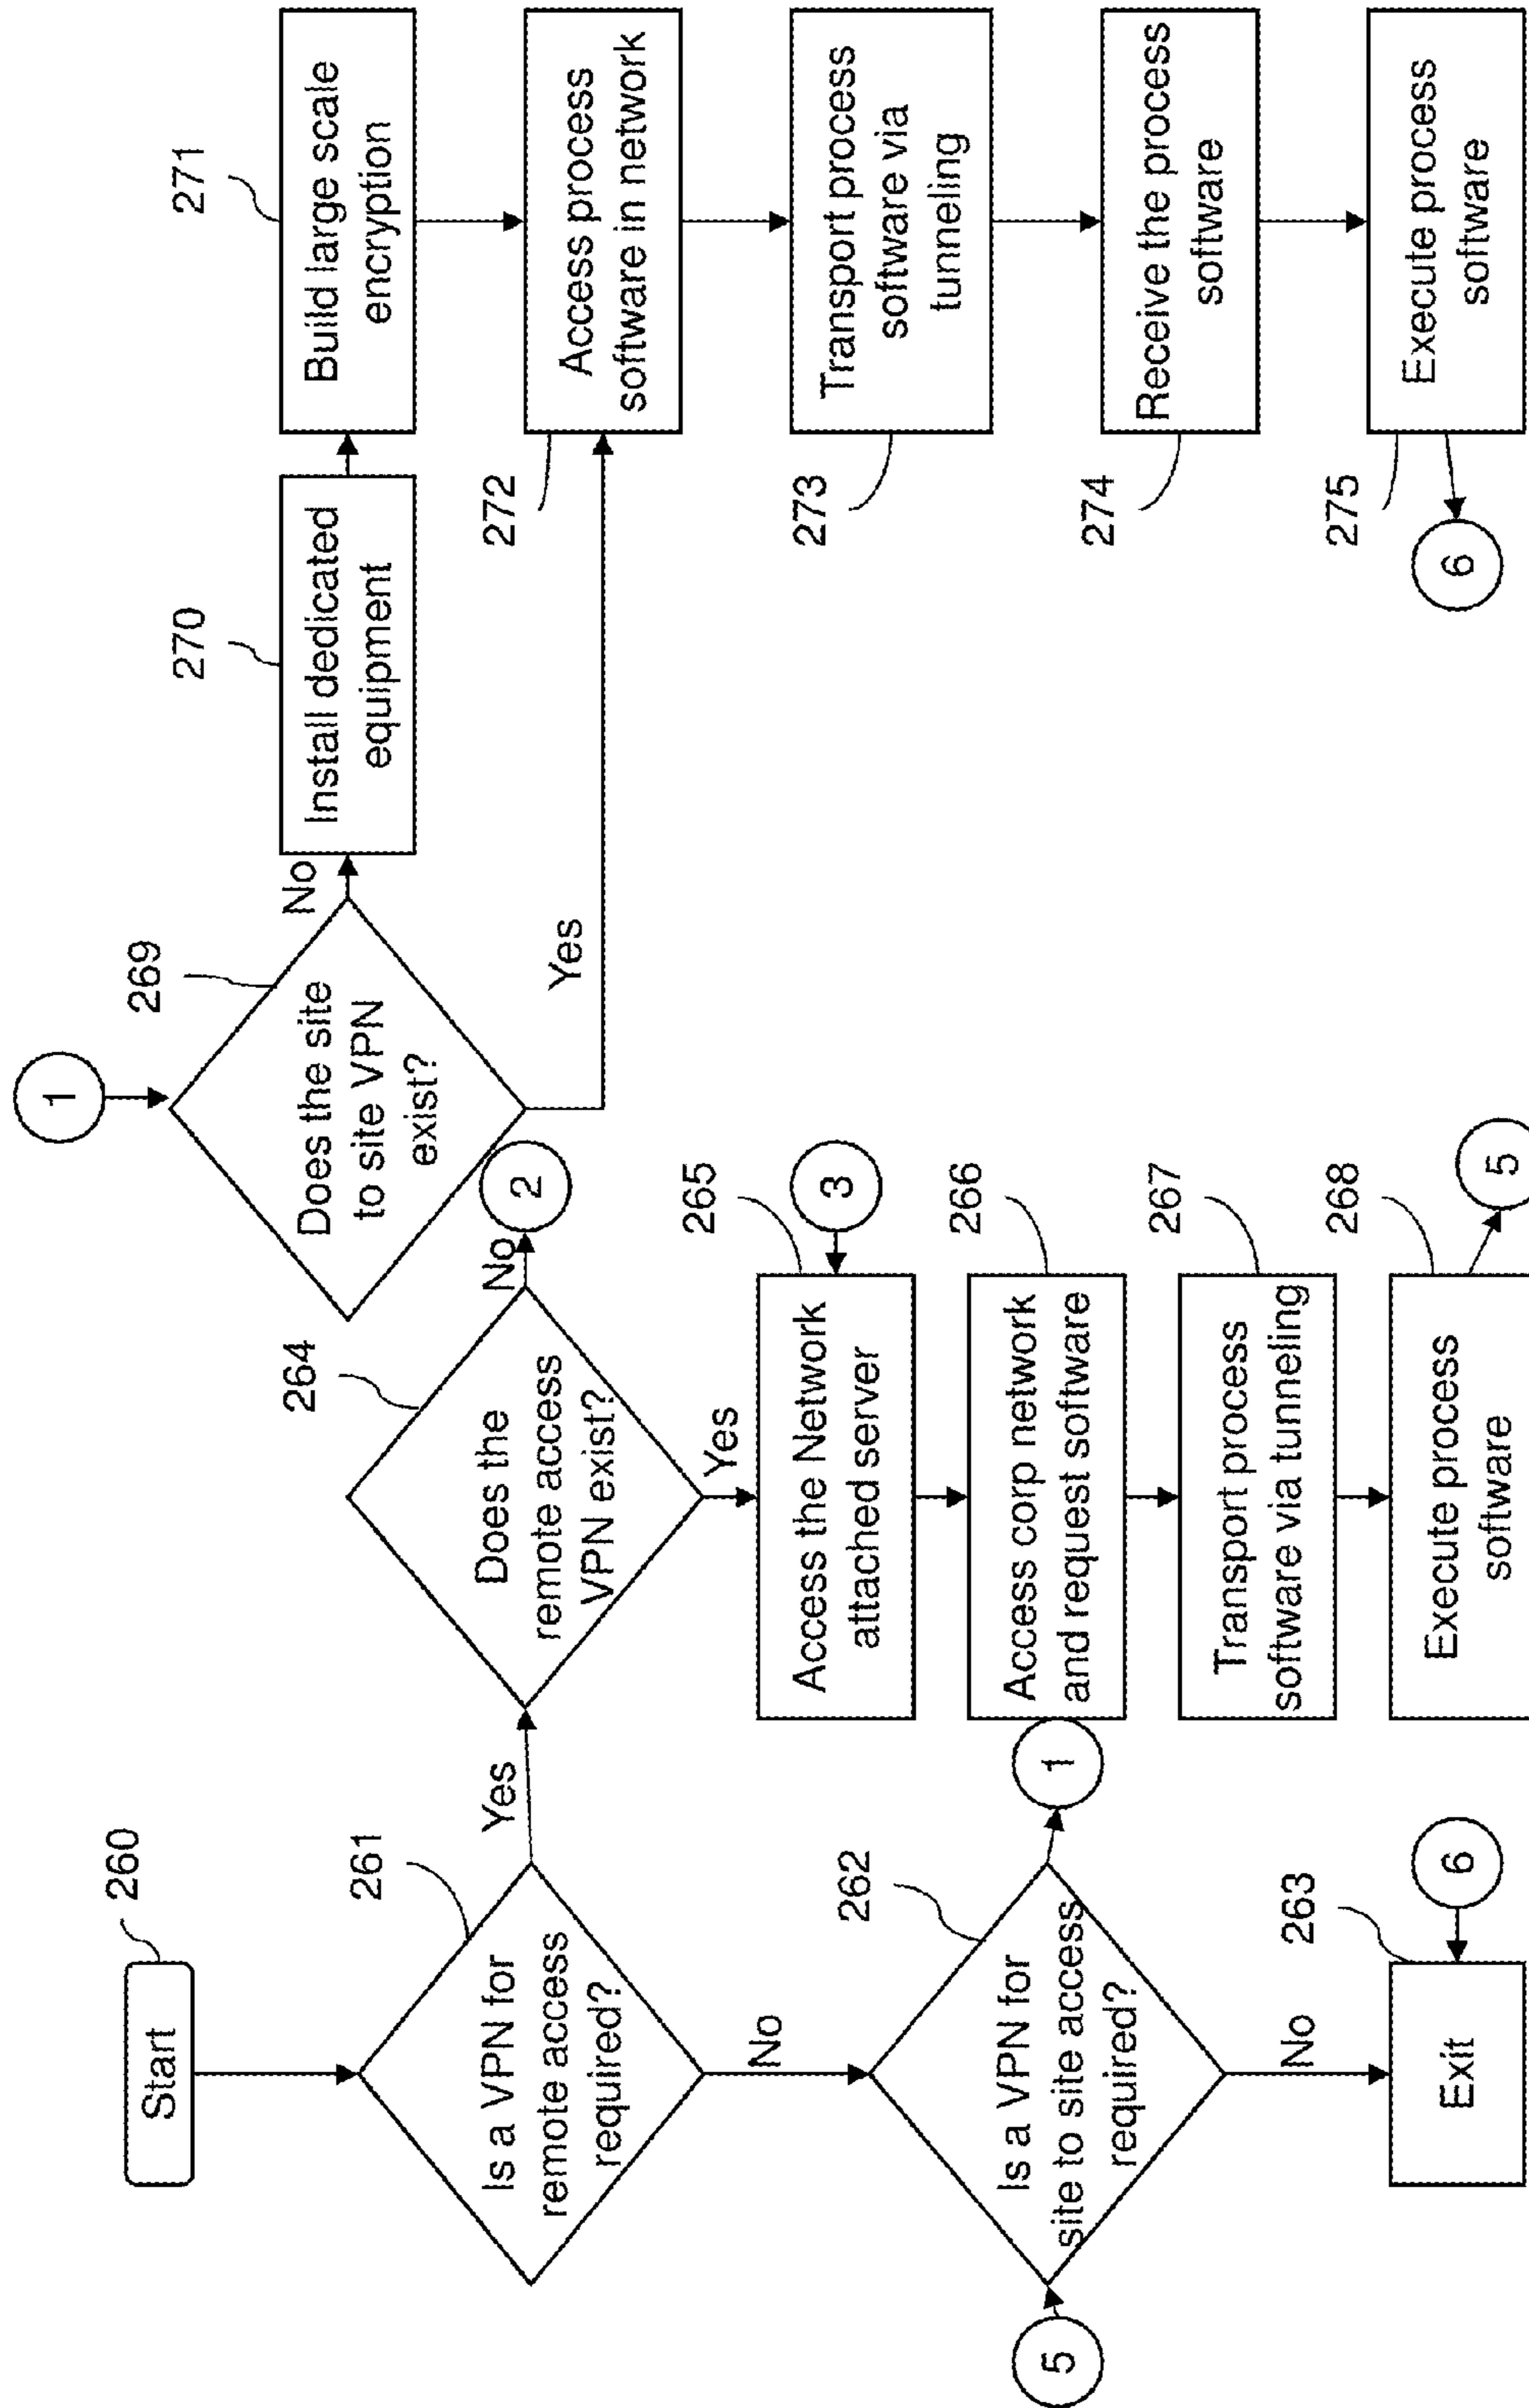 260
Start
261
Is a VPN for
remote access
required?
Yes
No
262
Is a VPN for
site to site access
required?
5
1
No
263
Exit
6
264
Does the
remote access
VPN exist?
No
2
Yes
265
Access the Network
attached server
3
266
Access corp network
and request software
267
Transport process
software via tunneling
268
Execute process
software
5
1
269
Does the site
to site VPN
exist?
No
Yes
270
Install dedicated
equipment
271
Build large scale
encryption
272
Access process
software in network
273
Transport process
software via
tunneling
274
Receive the process
software
275
Execute process
software
6